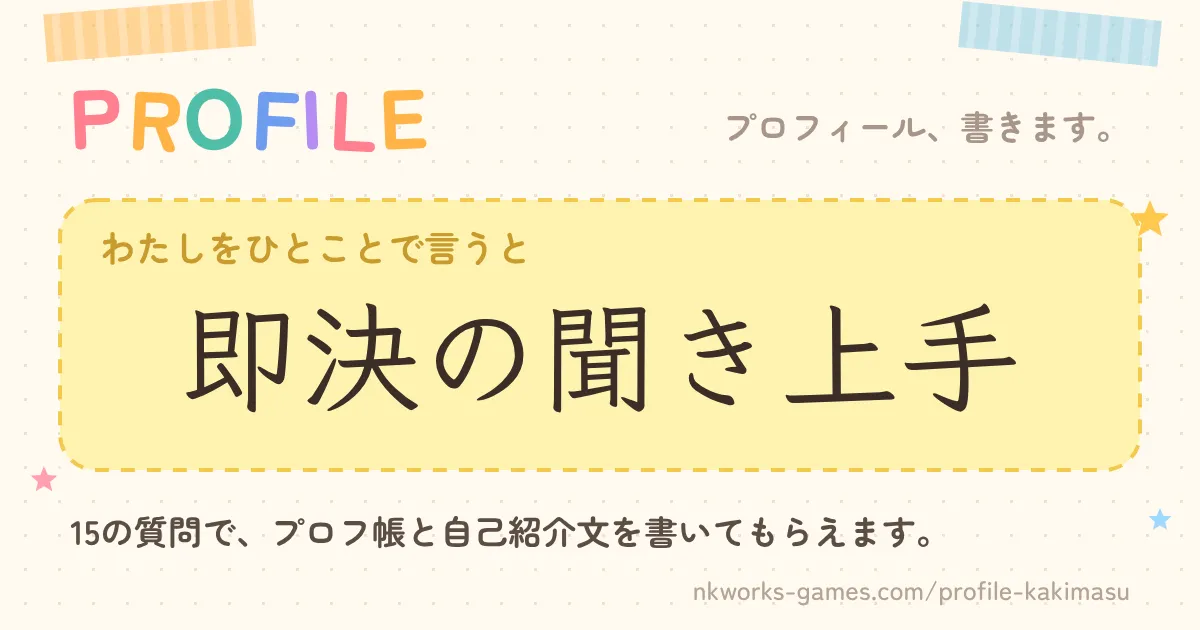 PROFILE
プロフィール、書きます。
わたしをひとことで言うと
即決の聞き上手
15の質問で、プロフ帳と自己紹介文を書いてもらえます。
nkworks-games.com/profile-kakimasu